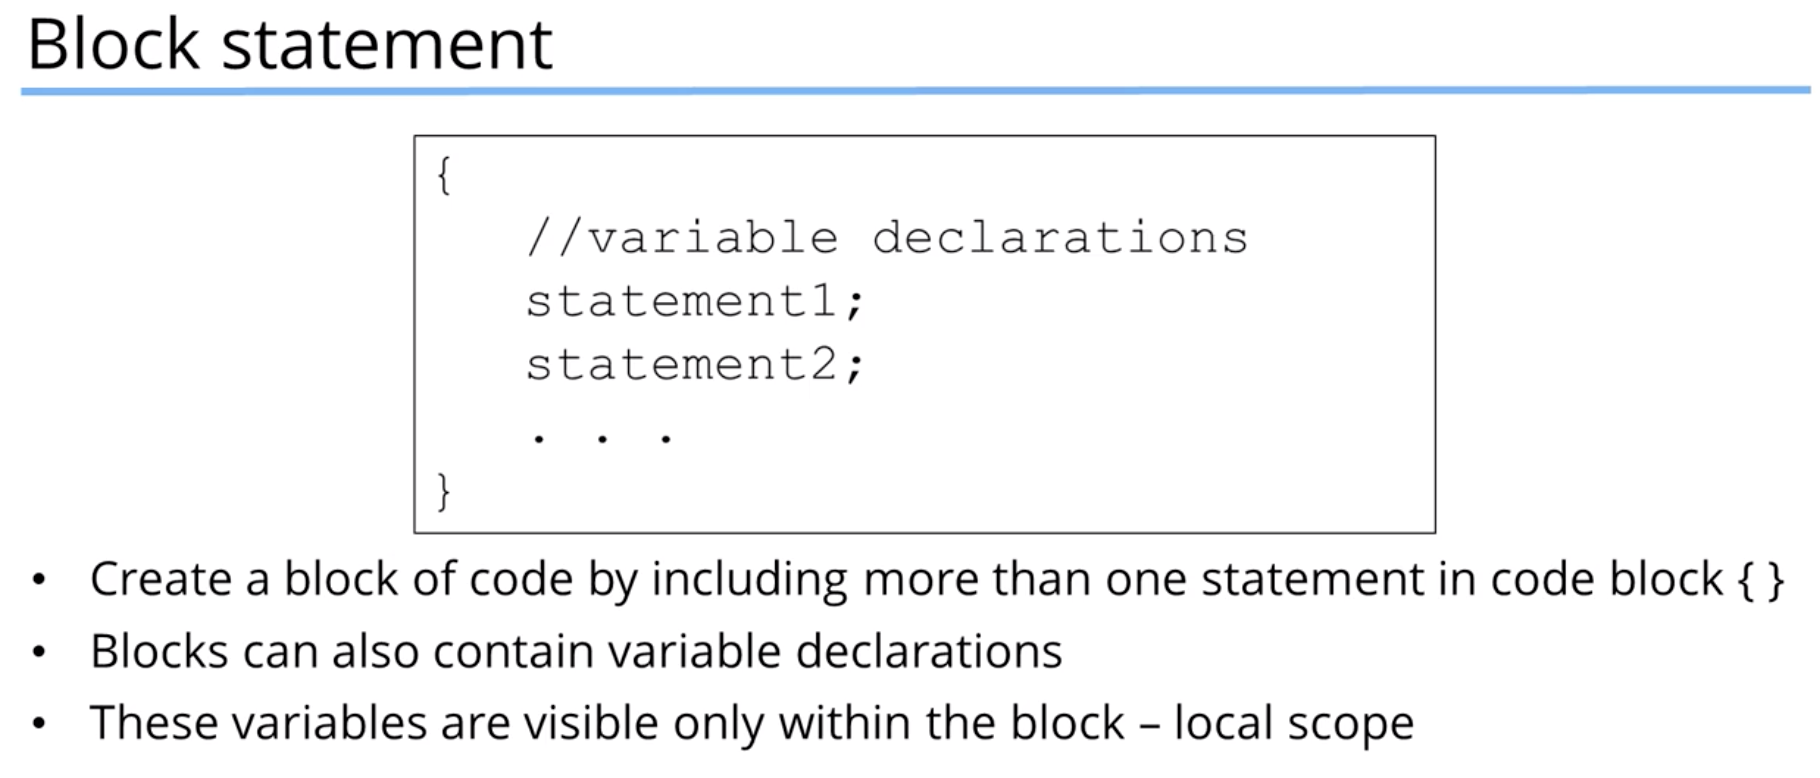 Block statement
{
//variable declarations
statement1;
statement2;
. . .
}
• Create a block of code by including more than one statement in code block { }
• Blocks can also contain variable declarations
• These variables are visible only within the block – local scope